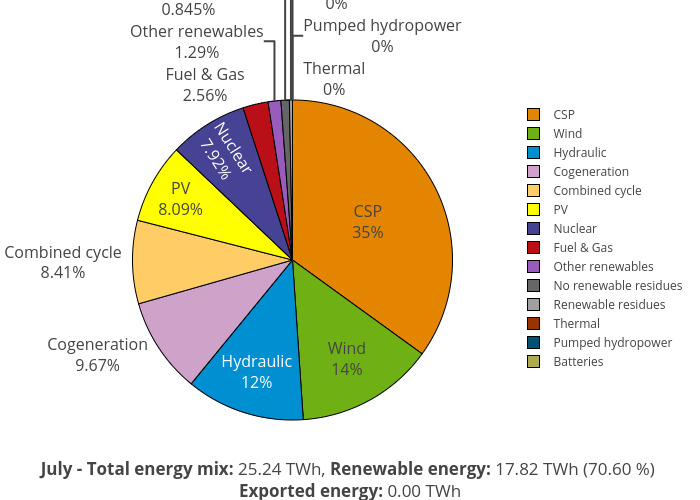 0%
0.845%
Other renewables
1.29%
Pumped hydropower
0%
Fuel & Gas
2.56%
Thermal
0%
Nuclear
7.92%
PV
8.09%
CSP
35%
Combined cycle
8.41%
Cogeneration
9.67%
Hydraulic
12%
Wind
14%
CSP
Wind
Hydraulic
Cogeneration
Combined cycle
PV
Nuclear
Fuel & Gas
Other renewables
No renewable residues
Renewable residues
Thermal
Pumped hydropower
Batteries
July - Total energy mix: 25.24 TWh, Renewable energy: 17.82 TWh (70.60 %)
Exported energy: 0.00 TWh